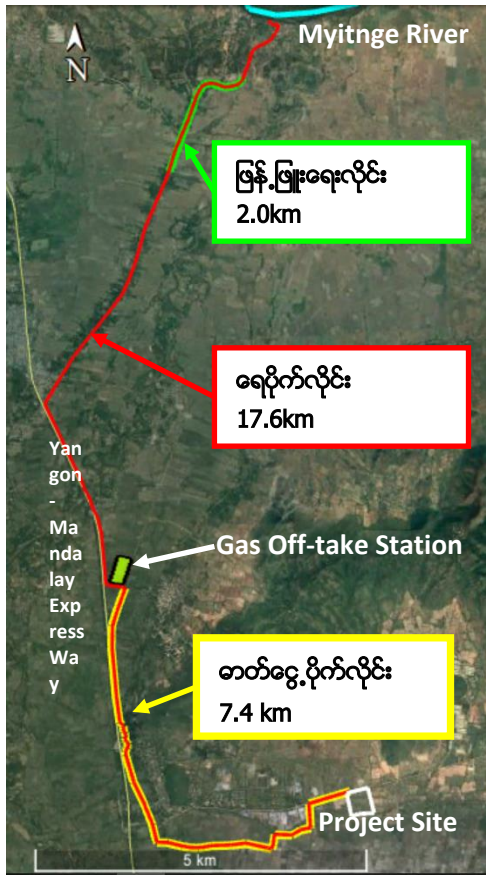 Myitnge River
N
ဖြန့်ဖြူးရေးလိုင်း
2.0km
ရေပိုက်လိုင်း
17.6km
Yan
gon
-
Ma
nda
lay
Exp
ress
Wa
y
Gas Off-take Station
ဓာတ်ငွေ့ပိုက်လိုင်း
7.4 km
Project Site
5 km